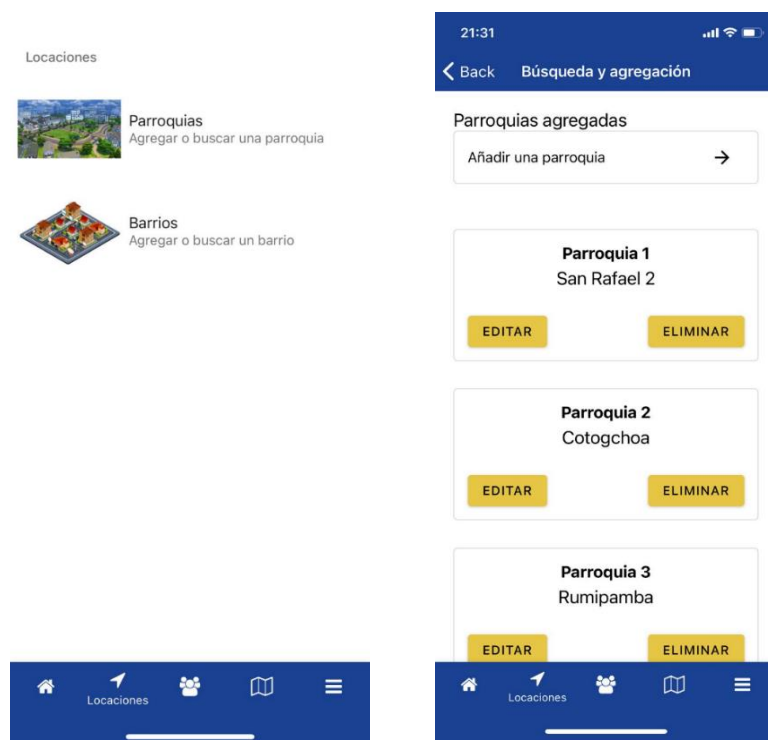 Locaciones
Parroquias
Agregar o buscar una parroquia
Barrios
Agregar o buscar un barrio
Locaciones
21:31
Back Búsqueda y agregación
Parroquias agregadas
Añadir una parroquia
Parroquia 1
San Rafael 2
EDITAR ELIMINAR
Parroquia 2
Cotogchoa
EDITAR ELIMINAR
Parroquia 3
Rumipamba
EDITAR ELIMINAR
Locaciones